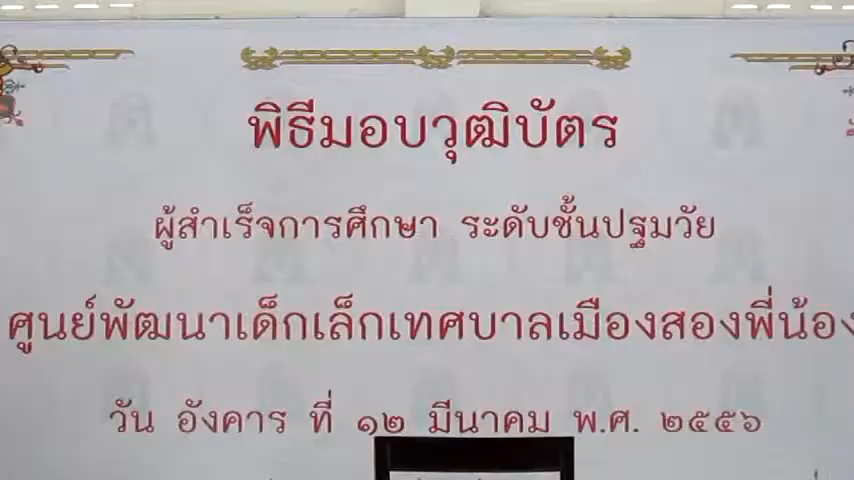 พิธีมอบวุฒิบัตร
ผู้สำเร็จการศึกษา ระดับชั้นปฐมวัย
ศูนย์พัฒนาเด็กเล็กเทศบาลเมืองสองพี่น้อง
วัน อังคาร ที่ ๑๒ มีนาคม พ.ศ. ๒๕๕๖